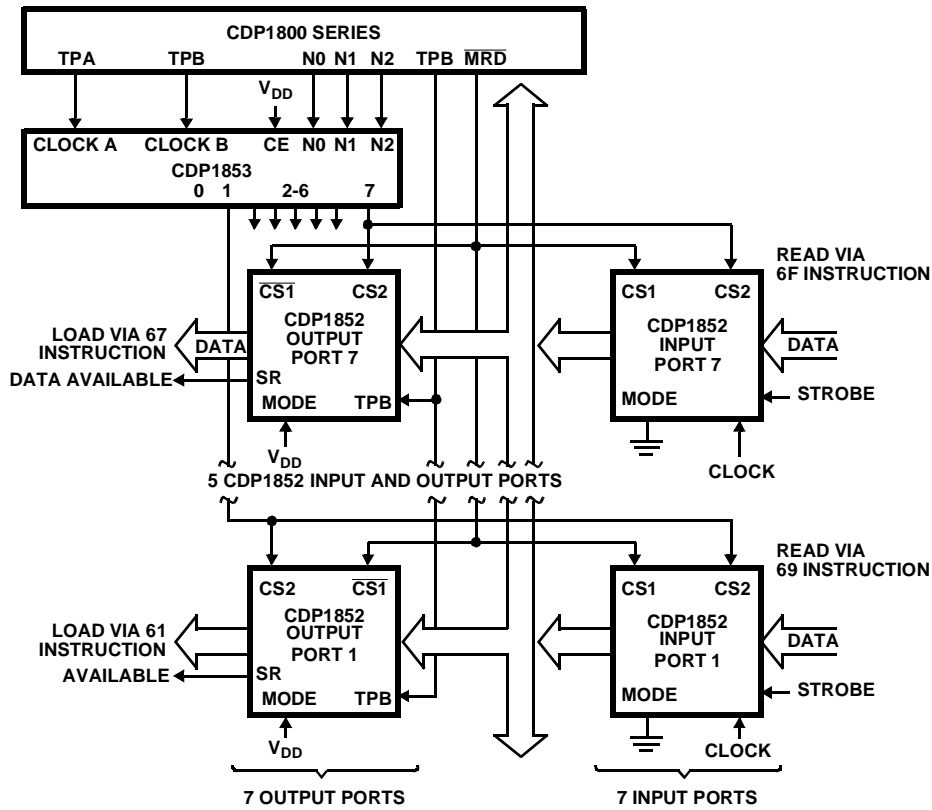 CDP1800 SERIES
TPA TPB N0 N1 N2 TPB MRD
VDD
CLOCK A CLOCK B CE N0 N1 N2
CDP1853
0 1 2-6 7
READ VIA
6F INSTRUCTION
CS1 CS2
CDP1852
OUTPUT
PORT 7
LOAD VIA 67
INSTRUCTION
DATA
DATA AVAILABLE
SR
MODE TPB
VDD
CS1 CS2
CDP1852
INPUT
PORT 7
DATA
MODE
STROBE
CLOCK
5 CDP1852 INPUT AND OUTPUT PORTS
READ VIA
69 INSTRUCTION
CS2 CS1
CDP1852
OUTPUT
PORT 1
LOAD VIA 61
INSTRUCTION
AVAILABLE
SR
MODE TPB
VDD
CS1 CS2
CDP1852
INPUT
PORT 1
DATA
MODE
STROBE
CLOCK
7 OUTPUT PORTS
7 INPUT PORTS